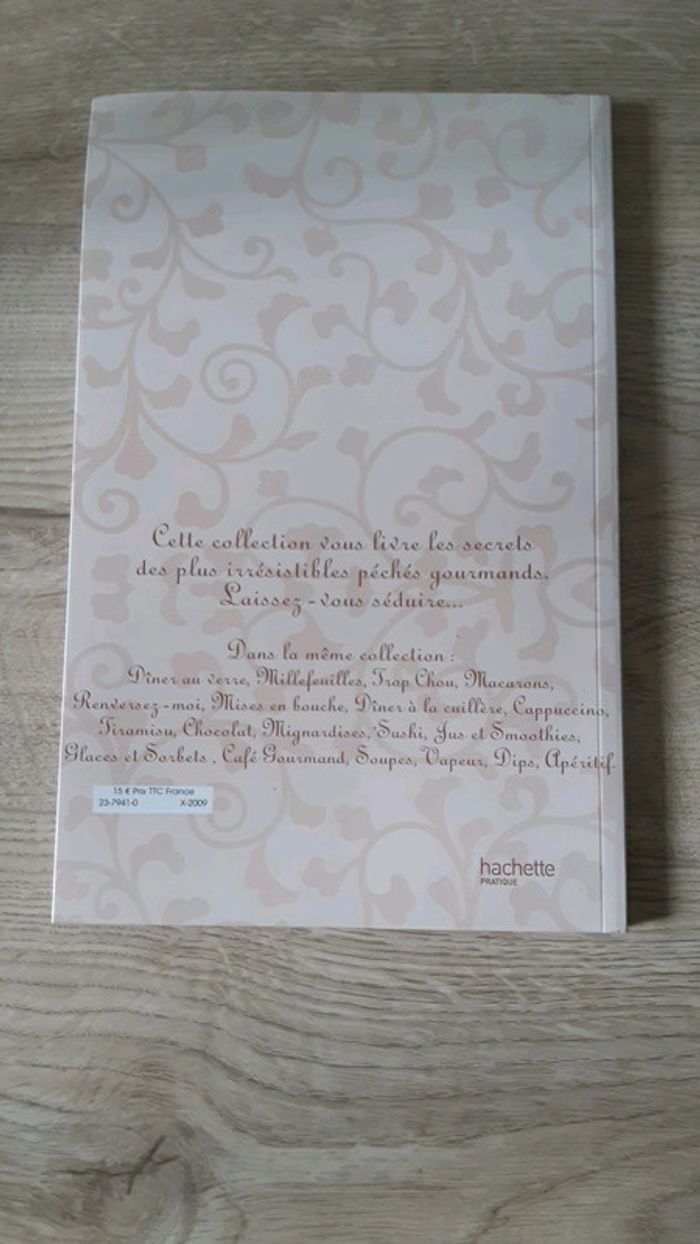 Cette collection vous livre les secrets
des plus irrésistibles péchés gourmands.
Laissez-vous séduire...
Dans la même collection :
Dîner au verre, Millefeuilles, Trop Chou, Macarons,
Renversez-moi, Mises en bouche, Dîner à la cuillère, Cappuccino,
Tiramisu, Chocolat, Mignardises, Sushi, Jus et Smoothies,
Glaces et Sorbets , Café Gourmand, Soupes, Vapeur, Dips, Apéritif.
15 € Prix TTC France
23-7941-0 X-2009
hachette
PRATIQUE